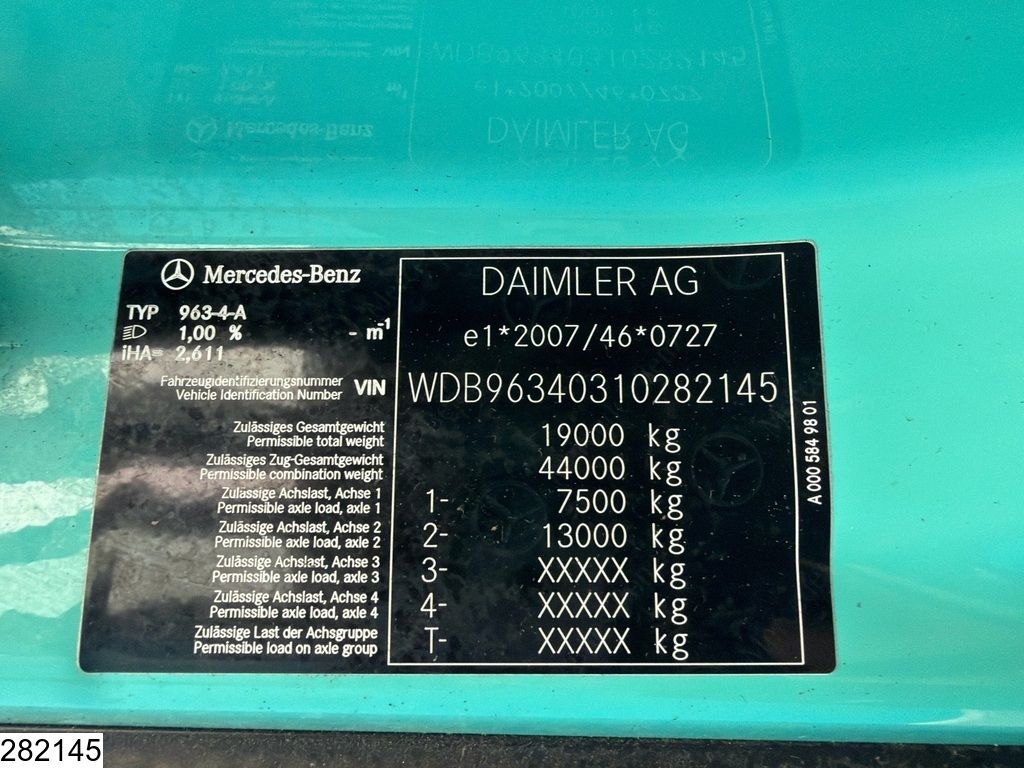 Mercedes-Benz
DAIMLER AG
TYP 963-4-A
1,00 % - m-1
iHA= 2,611
e1*2007/46*0727
Fahrzeugidentifizierungsnummer
Vehicle Identification Number VIN WDB96340310282145
Zulässiges Gesamtgewicht
Permissible total weight 19000 kg
Zulässiges Zug-Gesamtgewicht
Permissible combination weight 44000 kg
Zulässige Achslast, Achse 1
Permissible axle load, axle 1 1- 7500 kg
Zulässige Achslast, Achse 2
Permissible axle load, axle 2 2- 13000 kg
Zulässige Achslast, Achse 3
Permissible axle load, axle 3 3- XXXXX kg
Zulässige Achslast, Achse 4
Permissible axle load, axle 4 4- XXXXX kg
Zulässige Last der Achsgruppe
Permissible load on axle group T- XXXXX kg
A 000 584 98 01
282145